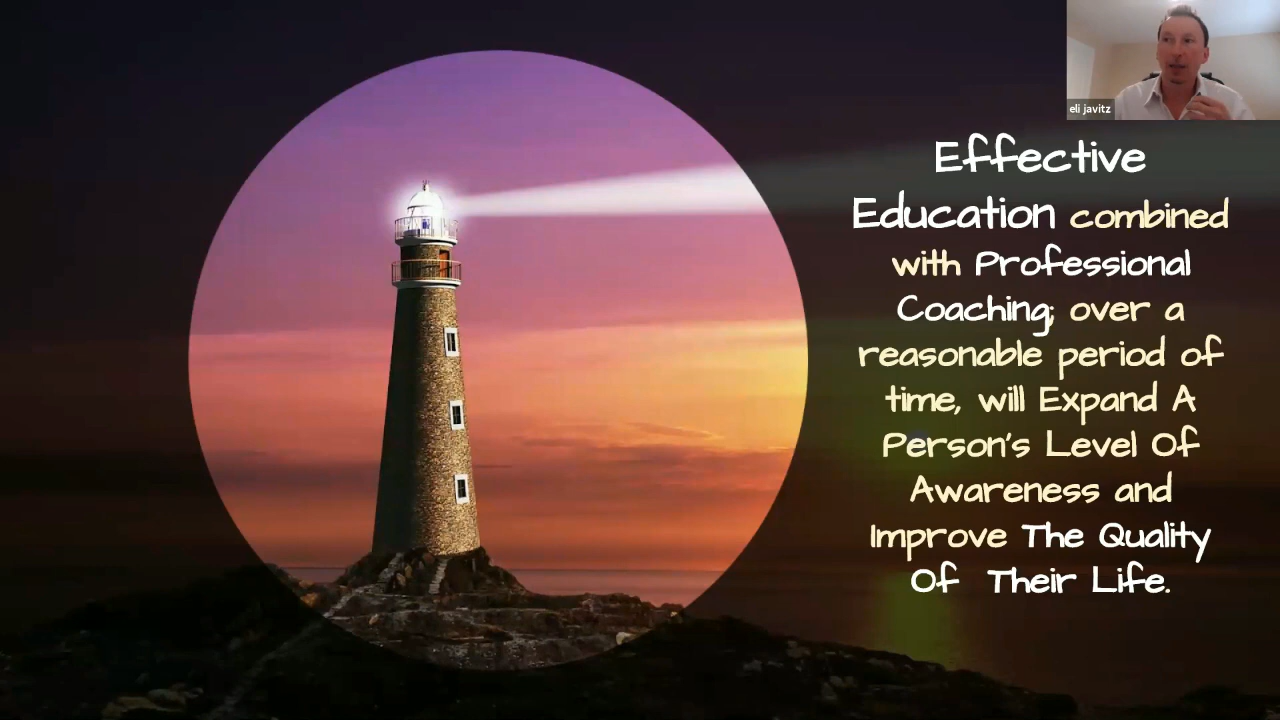 eli javitz
Effective
Education combined
with Professional
Coaching; over a
reasonable period of
time, will Expand A
Person's Level Of
Awareness and
Improve The Quality
Of Their Life.